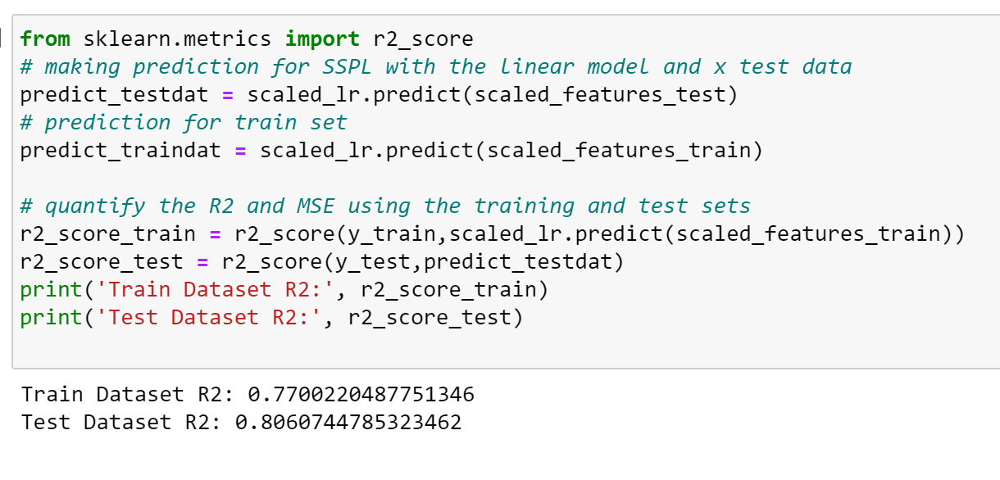 from sklearn.metrics import r2_score
# making prediction for SSPL with the linear model and x test data
predict_testdat = scaled_lr.predict(scaled_features_test)
# prediction for train set
predict_traindat = scaled_lr.predict(scaled_features_train)
# quantify the R2 and MSE using the training and test sets
r2_score_train = r2_score(y_train,scaled_lr.predict(scaled_features_train))
r2_score_test = r2_score(y_test,predict_testdat)
print('Train Dataset R2:', r2_score_train)
print('Test Dataset R2:', r2_score_test)
Train Dataset R2: 0.7700220487751346
Test Dataset R2: 0.8060744785323462